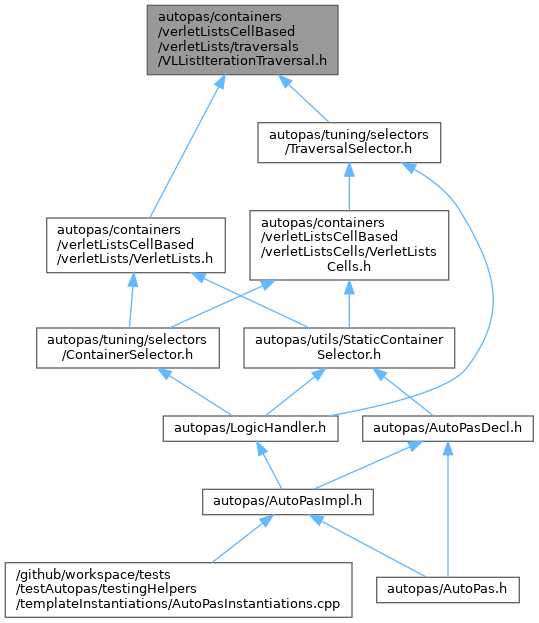 autopas/containers
/verletListsCellBased
/verletLists/traversals
/VLListIterationTraversal.h
autopas/tuning/selectors
/TraversalSelector.h
autopas/containers
/verletListsCellBased
/verletLists/VerletLists.h
autopas/containers
/verletListsCellBased
/verletListsCells/VerletLists
Cells.h
autopas/tuning/selectors
/ContainerSelector.h
autopas/utils/StaticContainer
Selector.h
autopas/LogicHandler.h
autopas/AutoPasDecl.h
autopas/AutoPasImpl.h
/github/workspace/tests
/testAutopas/testingHelpers
/templateInstantiations/AutoPasInstantiations.cpp
autopas/AutoPas.h